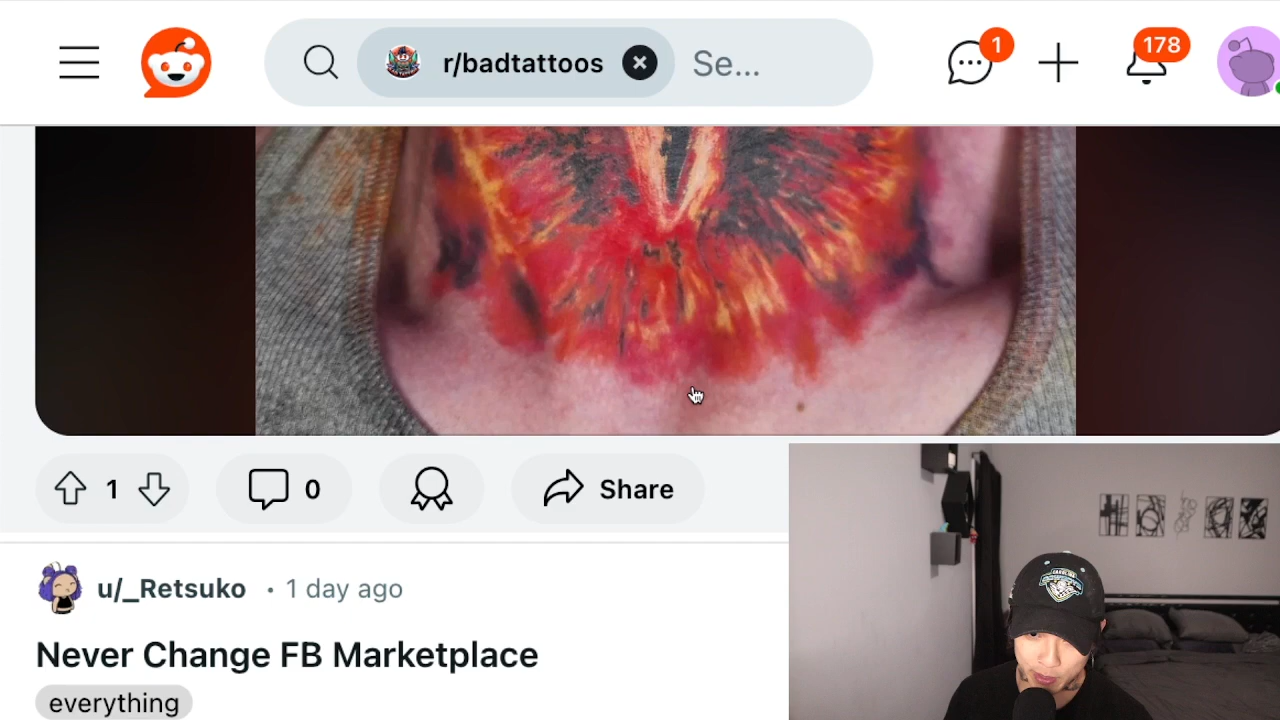 r/badtattoos
Se...
1
178
1
0
Share
u/_Retsuko • 1 day ago
Never Change FB Marketplace
everything